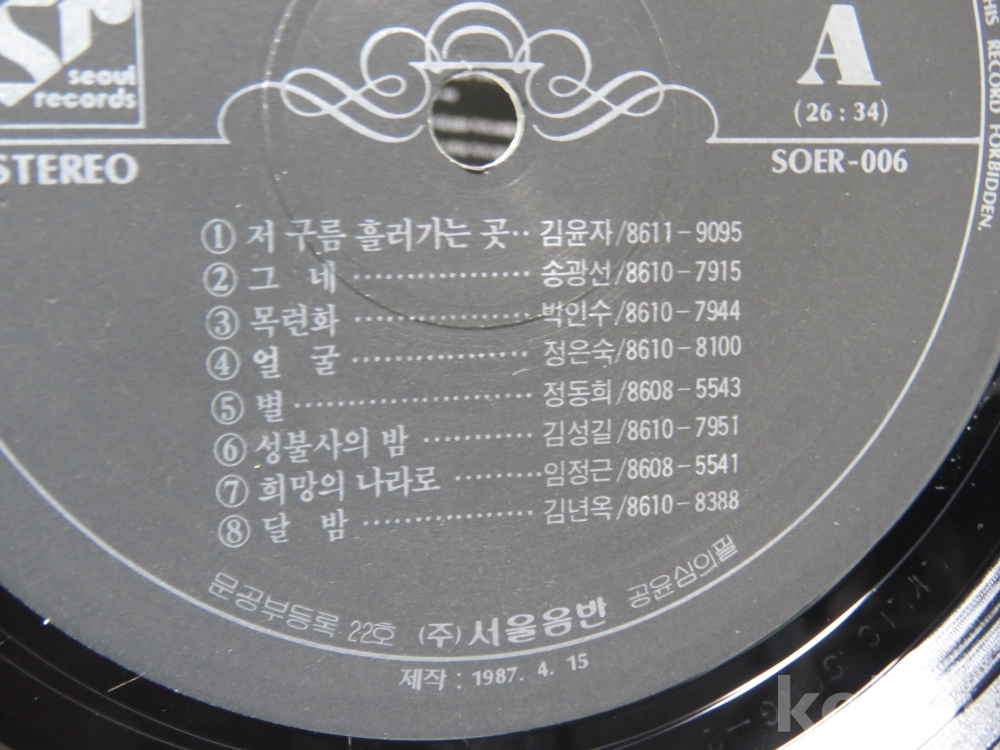 seoul
records
STEREO
A
(26 : 34)
SOER-006
HIS RECORD FORBIDDEN.
① 저 구름 흘러가는 곳·· 김윤자/8611-9095
② 그 네 ·················· 송광선/8610-7915
③ 목련화 ·················· 박인수/8610-7944
④ 얼 굴 ·················· 정은숙/8610-8100
⑤ 별 ························ 정동희/8608-5543
⑥ 성불사의 밤 ··········· 김성길/8610-7951
⑦ 희망의 나라로 ········· 임정근/8608-5541
⑧ 달 밤 ·················· 김년옥/8610-8388
문공부등록 22호 (주)서울음반 공윤심의필
제작 : 1987. 4. 15